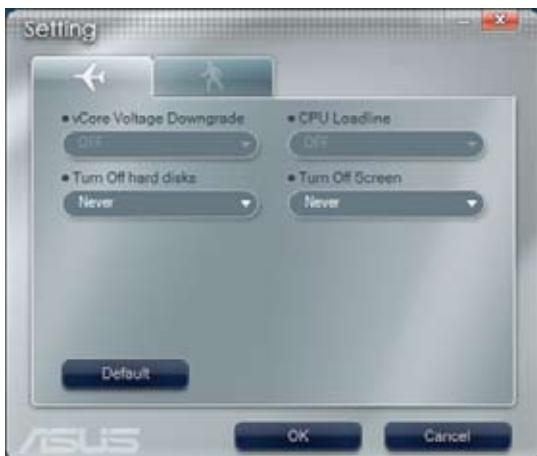 Setting
vCore Voltage Downgrade
OFF
CPU Loadline
OFF
Turn Off hard disks
Never
Turn Off Screen
Never
Default
ASUS
OK
Cancel